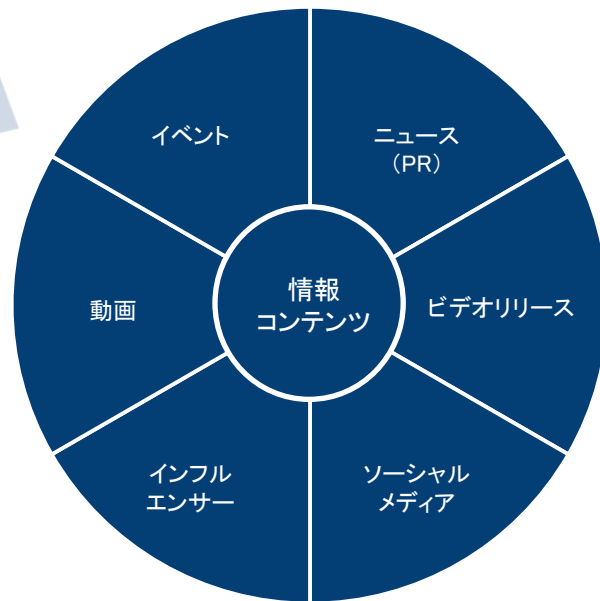 イベント
ニュース
（PR）
動画
情報
コンテンツ
ビデオリリース
インフル
エンサー
ソーシャル
メディア